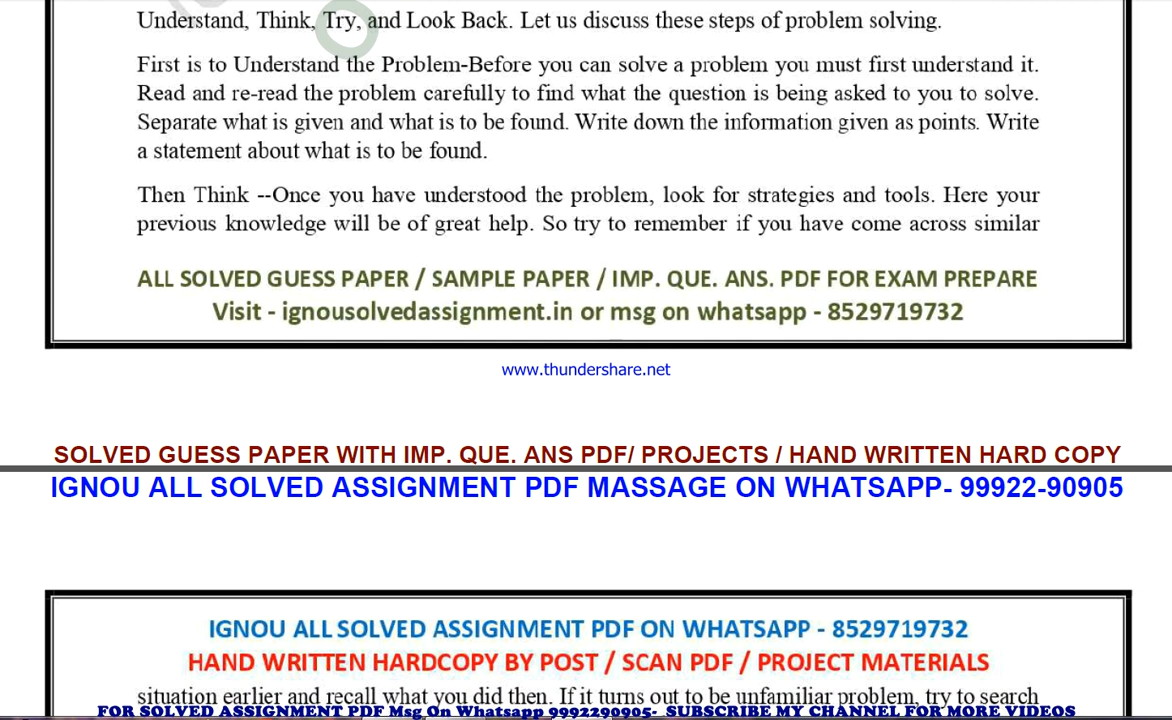 Understand, Think, Try, and Look Back. Let us discuss these steps of problem solving.
First is to Understand the Problem-Before you can solve a problem you must first understand it.
Read and re-read the problem carefully to find what the question is being asked to you to solve.
Separate what is given and what is to be found. Write down the information given as points. Write
a statement about what is to be found.
Then Think --Once you have understood the problem, look for strategies and tools. Here your
previous knowledge will be of great help. So try to remember if you have come across similar
ALL SOLVED GUESS PAPER / SAMPLE PAPER / IMP. QUE. ANS. PDF FOR EXAM PREPARE
Visit - ignousolvedassignment.in or msg on whatsapp - 8529719732
www.thundershare.net
SOLVED GUESS PAPER WITH IMP. QUE. ANS PDF/ PROJECTS / HAND WRITTEN HARD COPY
IGNOU ALL SOLVED ASSIGNMENT PDF MASSAGE ON WHATSAPP- 99922-90905
IGNOU ALL SOLVED ASSIGNMENT PDF ON WHATSAPP - 8529719732
HAND WRITTEN HARDCOPY BY POST / SCAN PDF / PROJECT MATERIALS
situation earlier and recall what you did then. If it turns out to be unfamiliar problem, try to search
FOR SOLVED ASSIGNMENT PDF Msg On Whatsapp 9992290905- SUBSCRIBE MY CHANNEL FOR MORE VIDEOS